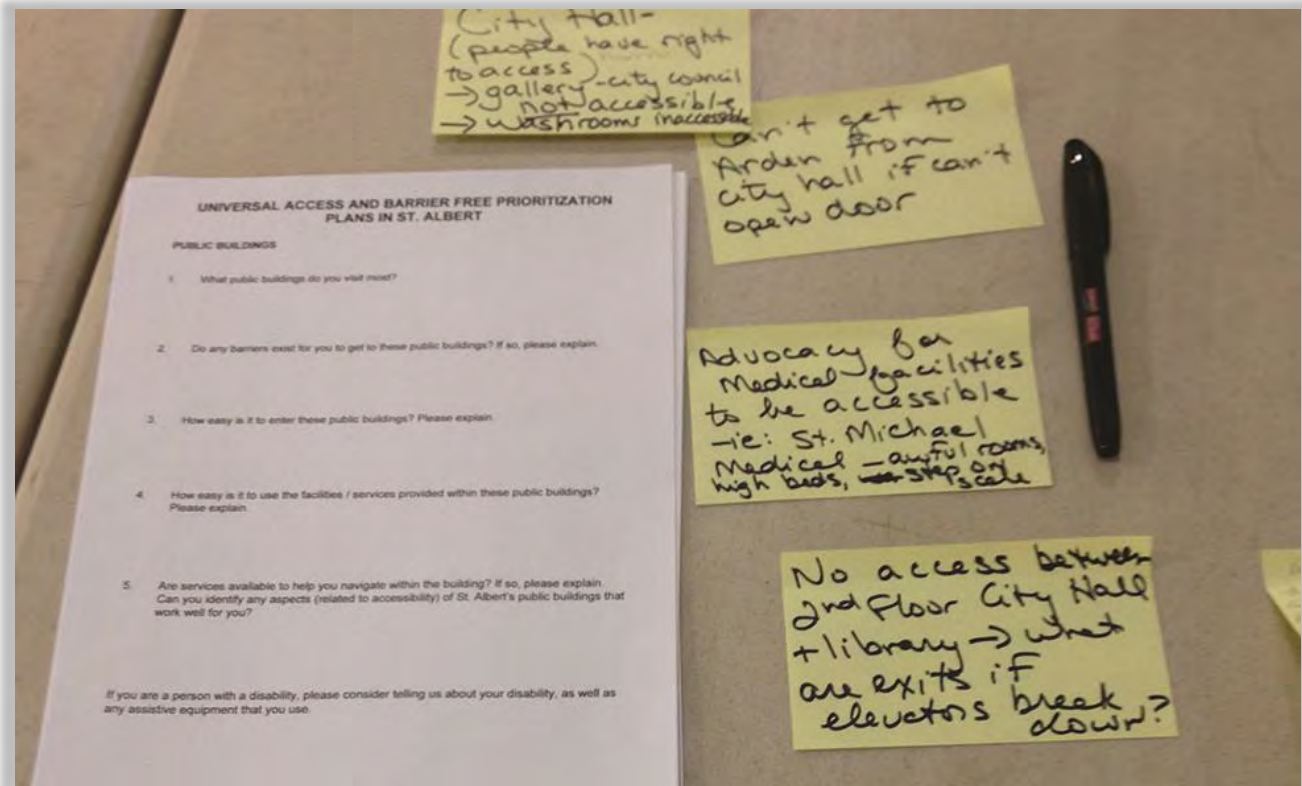 City Hall-
(people have right
to access)
→ gallery - city council
not accessible
→ washrooms inaccessible
Can't get to
Arden from
city hall if can't
open door
UNIVERSAL ACCESS AND BARRIER FREE PRIORITIZATION
PLANS IN ST. ALBERT
PUBLIC BUILDINGS
1. What public buildings do you visit most?
2. Do any barriers exist for you to get to these public buildings? If so, please explain.
3. How easy is it to enter these public buildings? Please explain.
4. How easy is it to use the facilities / services provided within these public buildings?
Please explain.
5. Are services available to help you navigate within the building? If so, please explain.
Can you identify any aspects (related to accessibility) of St. Albert's public buildings that
work well for you?
If you are a person with a disability, please consider telling us about your disability, as well as
any assistive equipment that you use.
Advocacy for
Medical facilities
to be accessible
-ie: St. Michael
Medical - awful rooms,
high beds, step on
scale
No access between
2nd Floor City Hall
+ library → what
are exits if
elevators break
down?